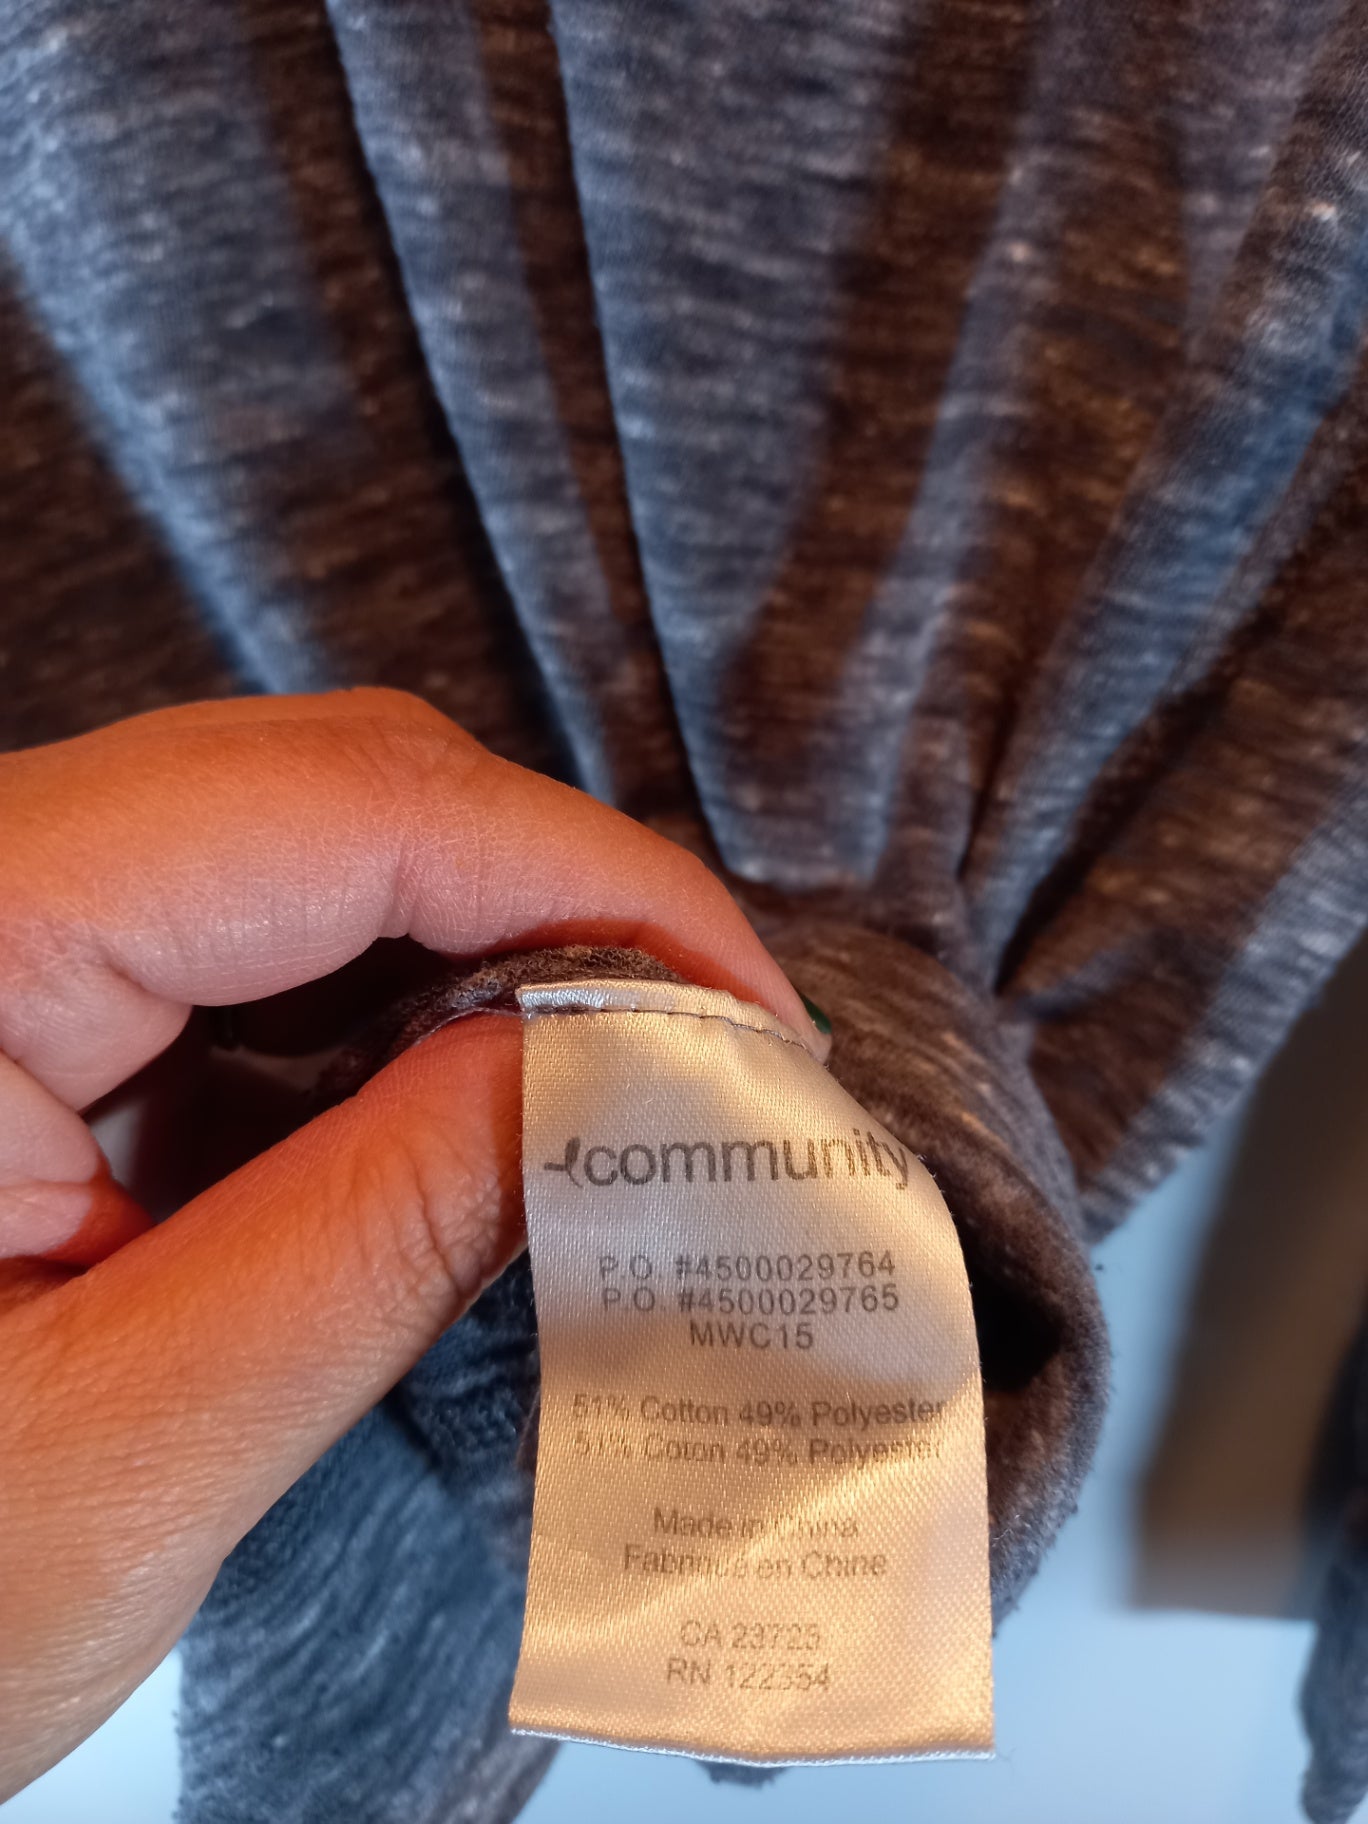 community
P.O. #4500029764
P.O. #4500029765
MWC15
51% Cotton 49% Polyester
51% Coton 49% Polyester
Made in China
Fabriqué en Chine
CA 23725
RN 122354